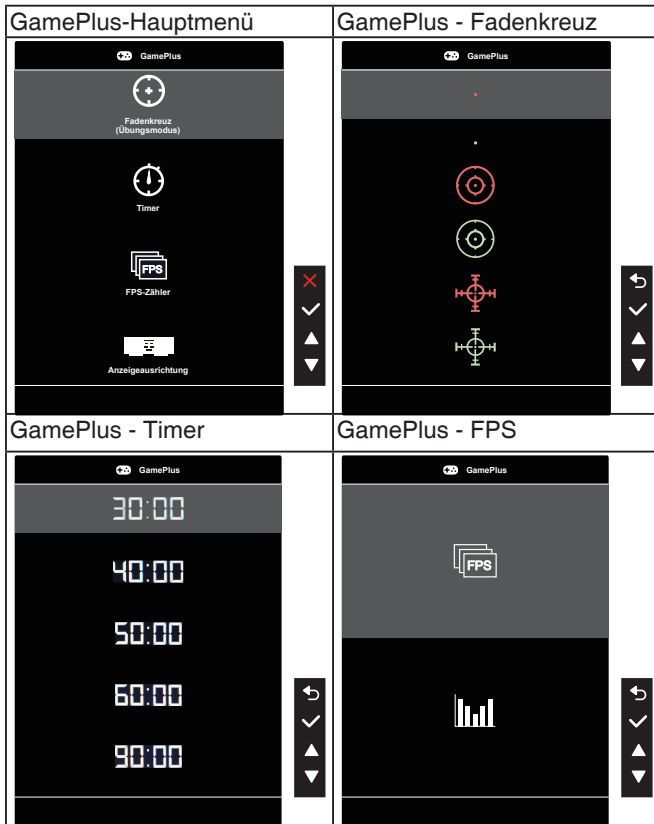 GamePlus-Hauptmenü
GamePlus
Fadenkreuz
(Übungsmodus)
Timer
FPS
FPS-Zähler
Anzeigeausrichtung
GamePlus - Fadenkreuz
GamePlus
GamePlus - Timer
GamePlus
30:00
40:00
50:00
60:00
90:00
GamePlus - FPS
GamePlus
FPS